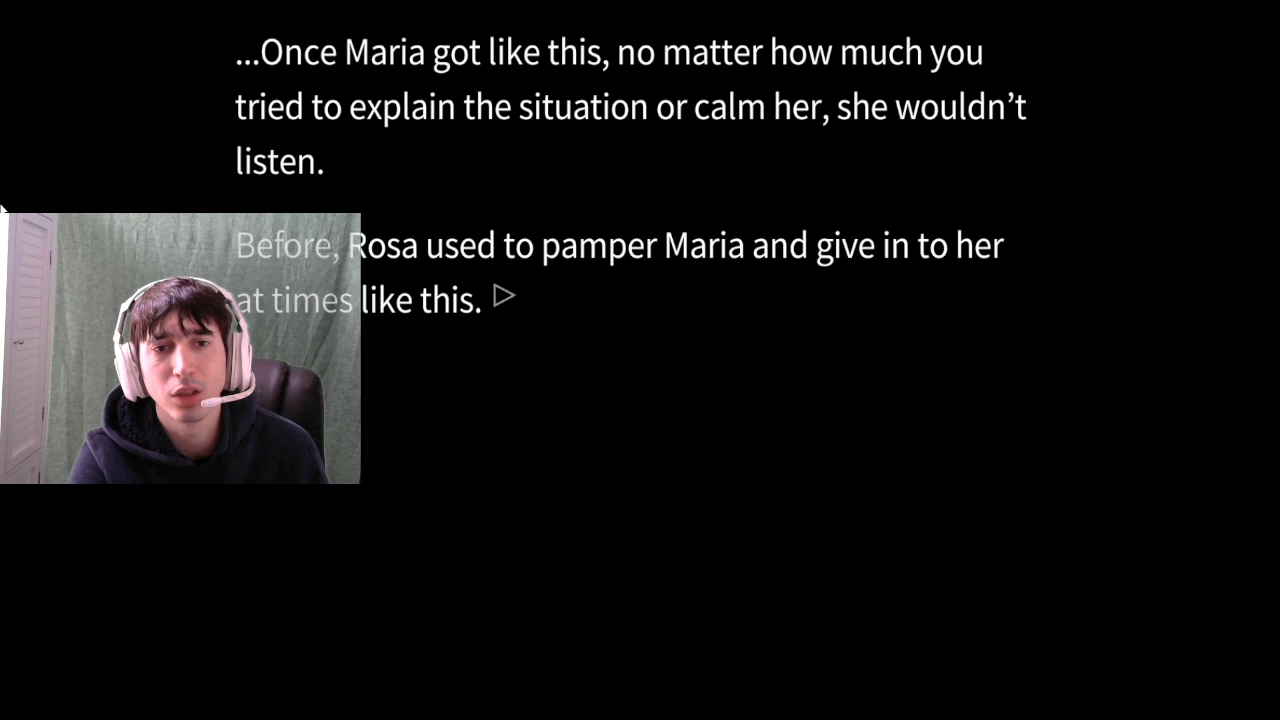 ...Once Maria got like this, no matter how much you
tried to explain the situation or calm her, she wouldn’t
listen.
Before, Rosa used to pamper Maria and give in to her
at times like this.